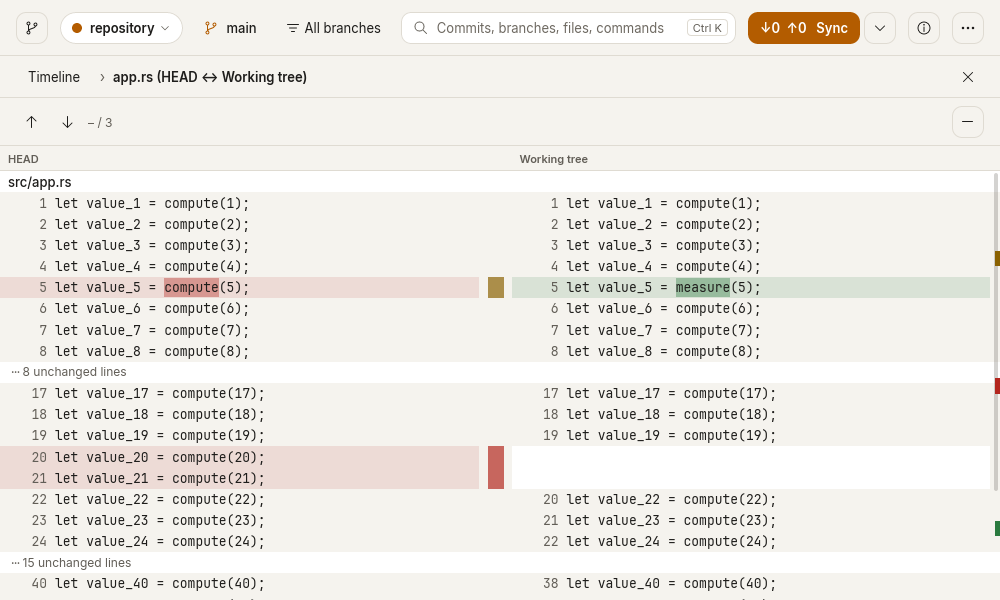 repository main All branches Commits, branches, files, commands Ctrl K ↓0 ↑0 Sync
Timeline › app.rs (HEAD ↔ Working tree)
– / 3
HEAD Working tree
src/app.rs
1 let value_1 = compute(1); 1 let value_1 = compute(1);
2 let value_2 = compute(2); 2 let value_2 = compute(2);
3 let value_3 = compute(3); 3 let value_3 = compute(3);
4 let value_4 = compute(4); 4 let value_4 = compute(4);
5 let value_5 = compute(5); 5 let value_5 = measure(5);
6 let value_6 = compute(6); 6 let value_6 = compute(6);
7 let value_7 = compute(7); 7 let value_7 = compute(7);
8 let value_8 = compute(8); 8 let value_8 = compute(8);
··· 8 unchanged lines
17 let value_17 = compute(17); 17 let value_17 = compute(17);
18 let value_18 = compute(18); 18 let value_18 = compute(18);
19 let value_19 = compute(19); 19 let value_19 = compute(19);
20 let value_20 = compute(20);
21 let value_21 = compute(21);
22 let value_22 = compute(22); 20 let value_22 = compute(22);
23 let value_23 = compute(23); 21 let value_23 = compute(23);
24 let value_24 = compute(24); 22 let value_24 = compute(24);
··· 15 unchanged lines
40 let value_40 = compute(40); 38 let value_40 = compute(40);